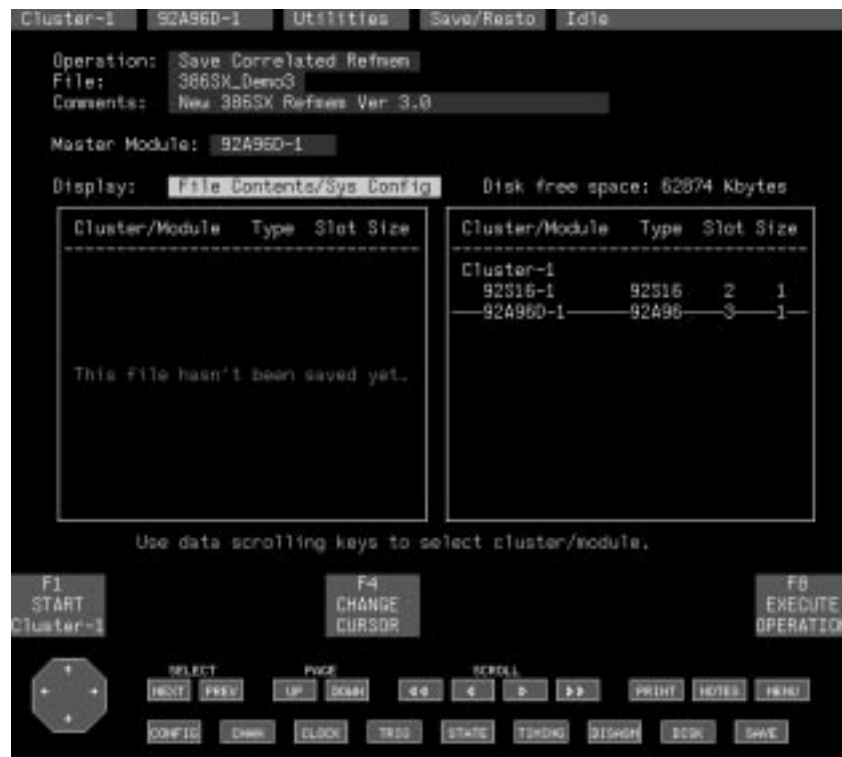 Cluster-1 92A96D-1 Utilities Save/Resto Idle
Operation: Save Correlated Refmem
File: 386SX_Demo3
Comments: New 386SX Refmem Ver 3.0
Master Module: 92A96D-1
Display: File Contents/Sys Config Disk free space: 62874 Kbytes
Cluster/Module Type Slot Size
This file hasn't been saved yet.
Cluster/Module Type Slot Size
Cluster-1
92S16-1 92S16 2 1
92A96D-1 92A96 3 1
Use data scrolling keys to select cluster/module.
F1
START
Cluster-1
F4
CHANGE
CURSOR
F8
EXECUTE
OPERATIO
SELECT PAGE SCROLL
NEXT PREV UP DOWN PRINT NOTES MENU
CONFIG CHAN CLOCK TRIG STATE TIMING DISASM DISK SAVE